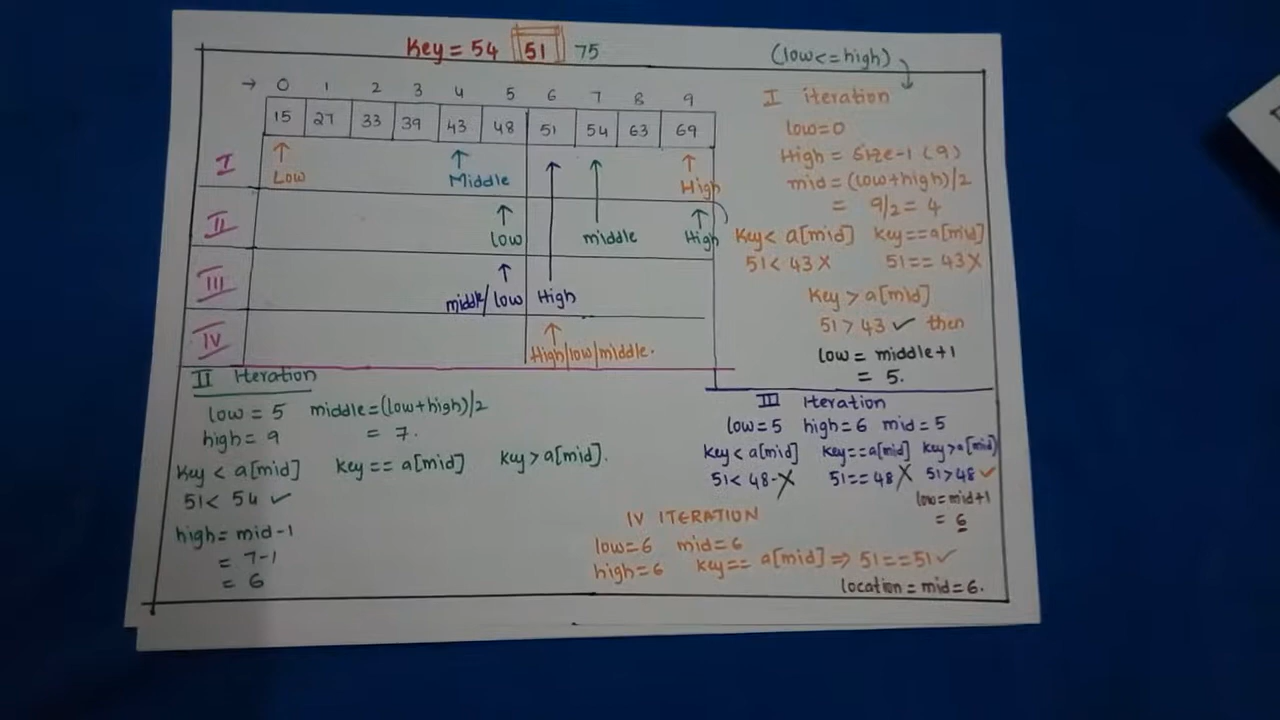 Key = 54 51 75
(low<=high)
→ 0 1 2 3 4 5 6 7 8 9
15 27 33 39 43 48 51 54 63 69
I
↑ Low
↑ Middle
↑ High
II
↑ low
middle
↑ High
III
↑ middle/low
High
IV
↑ High/low/middle.
I iteration
low=0
High = size-1 (9)
mid = (low+high)/2
= 9/2 = 4
Key< a[mid] Key==a[mid]
51 < 43 X 51 == 43 X
Key > a[mid]
51 > 43 ✓ then
low = middle+1
= 5.
II Iteration
low = 5 middle=(low+high)/2
high = 9 = 7.
Key < a[mid] Key == a[mid] Key > a[mid].
51 < 54 ✓
high = mid-1
= 7-1
= 6
III Iteration
low=5 high=6 mid=5
Key<a[mid] Key==a[mid] Key>a[mid]
51 < 48-X 51==48 X 51>48 ✓
low=mid+1
= 6
IV ITERATION
low=6 mid=6
high=6 Key== a[mid] ⇒ 51==51 ✓
location = mid=6.